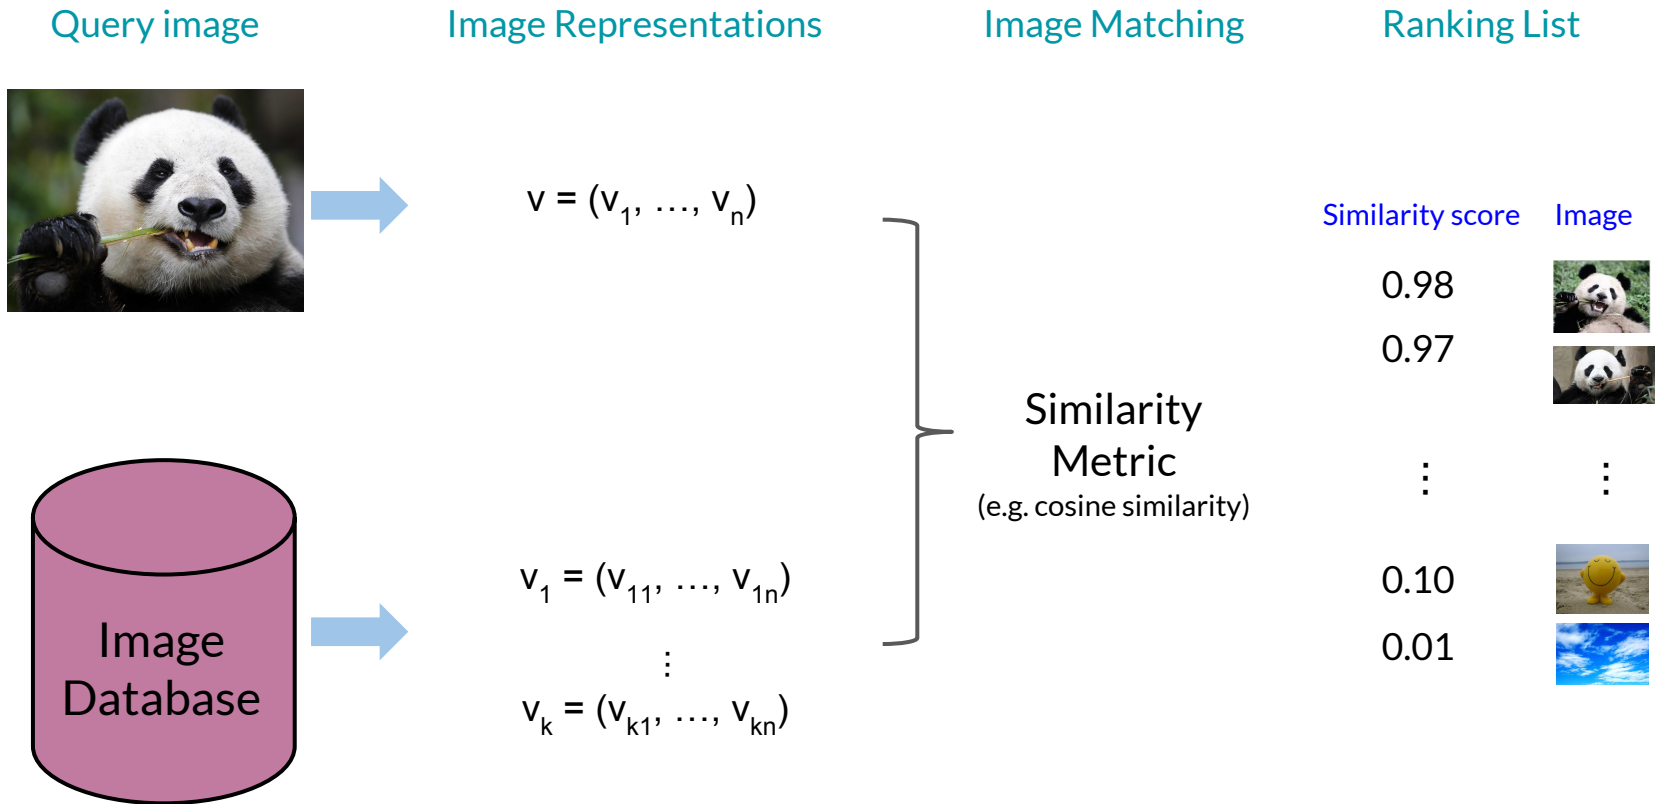 Query image
Image Representations
Image Matching
Ranking List
v = (v₁, …, vₙ)
Similarity score
Image
0.98
0.97
Similarity
Metric
(e.g. cosine similarity)
⋮
⋮
Image
Database
v₁ = (v₁₁, …, v₁ₙ)
⋮
vₖ = (vₖ₁, …, vₖₙ)
0.10
0.01